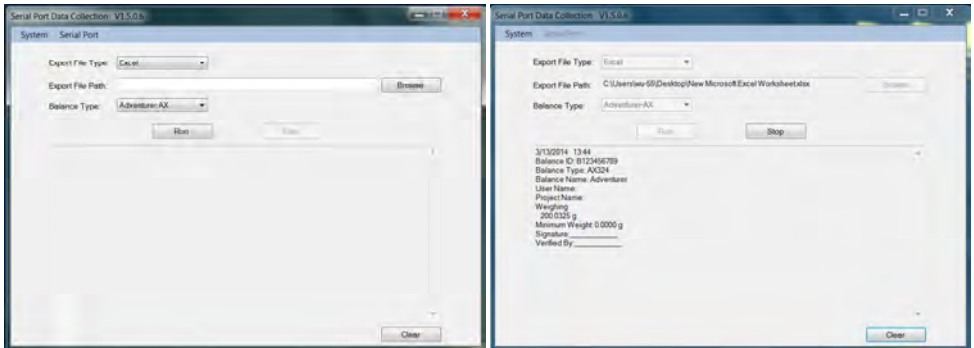 Serial Port Data Collection V1.5.0.6
System Serial Port
Export File Type: Excel
Export File Path: Browse
Balance Type: Adventurer-AX
Run Stop
Clear
Serial Port Data Collection V1.5.0.6
System Serial Port
Export File Type: Excel
Export File Path: C:\Users\wu-59\Desktop\New Microsoft Excel Worksheet.xlsx Browse
Balance Type: Adventurer-AX
Run Stop
3/13/2014 13:44
Balance ID: B123456789
Balance Type: AX324
Balance Name: Adventurer
User Name:
Project Name:
Weighing
200.0325 g
Minimum Weight: 0.0000 g
Signature:____________
Verified By:____________
Clear